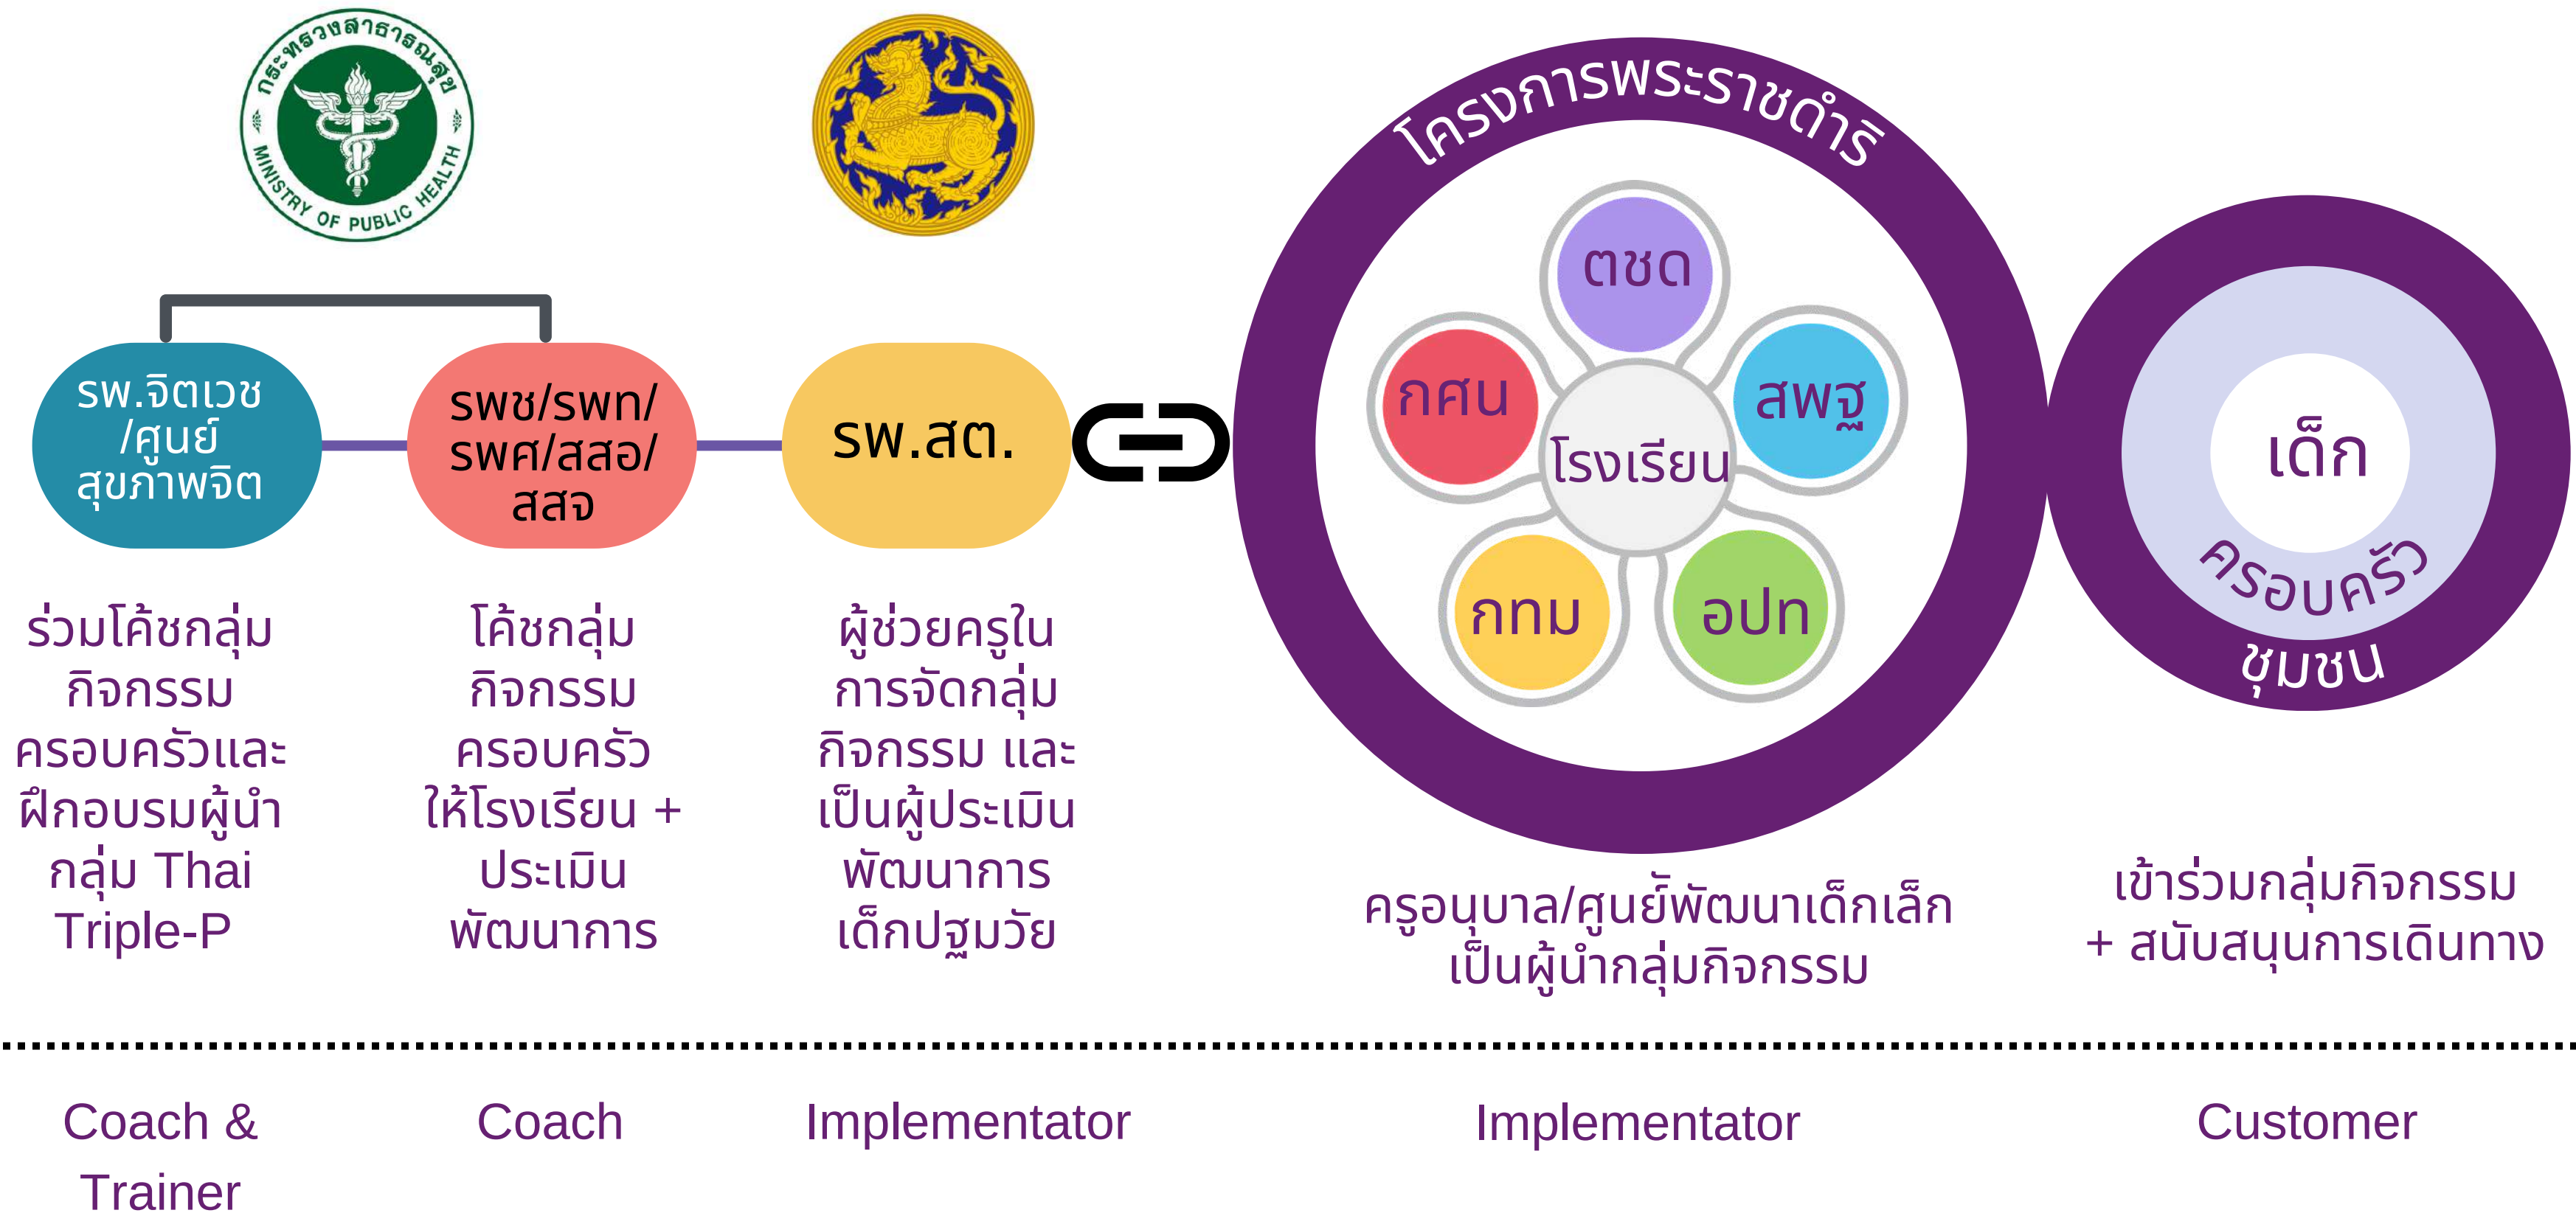 กระทรวงสาธารณสุข
MINISTRY OF PUBLIC HEALTH
รพ.จิตเวช
/ศูนย์
สุขภาพจิต
รพช/รพท/
รพศ/สสอ/
สสจ
รพ.สต.
โครงการพระราชดำริ
ตชด
กศน
สพฐ
โรงเรียน
กทม
อปท
เด็ก
ครอบครัว
ชุมชน
ร่วมโค้ชกลุ่ม
กิจกรรม
ครอบครัวและ
ฝึกอบรมผู้นำ
กลุ่ม Thai
Triple-P
โค้ชกลุ่ม
กิจกรรม
ครอบครัว
ให้โรงเรียน +
ประเมิน
พัฒนาการ
ผู้ช่วยครูใน
การจัดกลุ่ม
กิจกรรม และ
เป็นผู้ประเมิน
พัฒนาการ
เด็กปฐมวัย
ครูอนุบาล/ศูนย์พัฒนาเด็กเล็ก
เป็นผู้นำกลุ่มกิจกรรม
เข้าร่วมกลุ่มกิจกรรม
+ สนับสนุนการเดินทาง
Coach &
Trainer
Coach
Implementator
Implementator
Customer